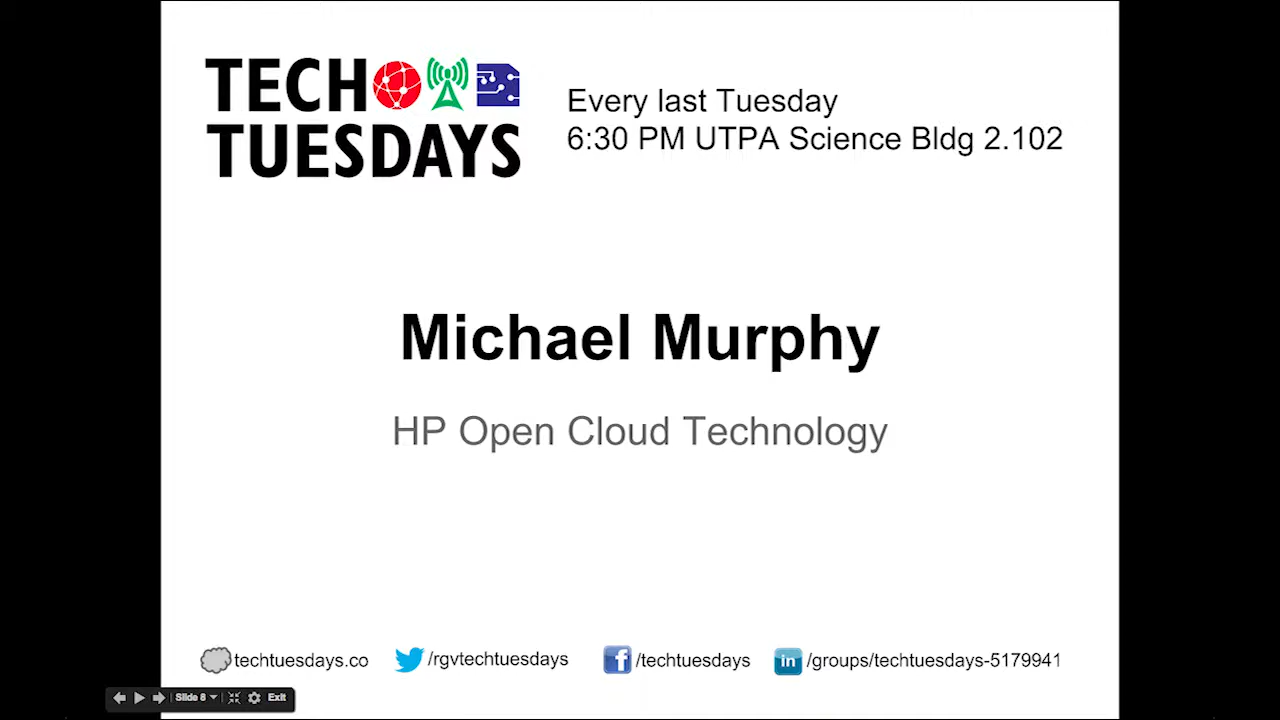 TECH
TUESDAYS
Every last Tuesday
6:30 PM UTPA Science Bldg 2.102
Michael Murphy
HP Open Cloud Technology
techtuesdays.co
/rgvtechtuesdays
f
/techtuesdays
in
/groups/techtuesdays-5179941
Slide 8
Exit